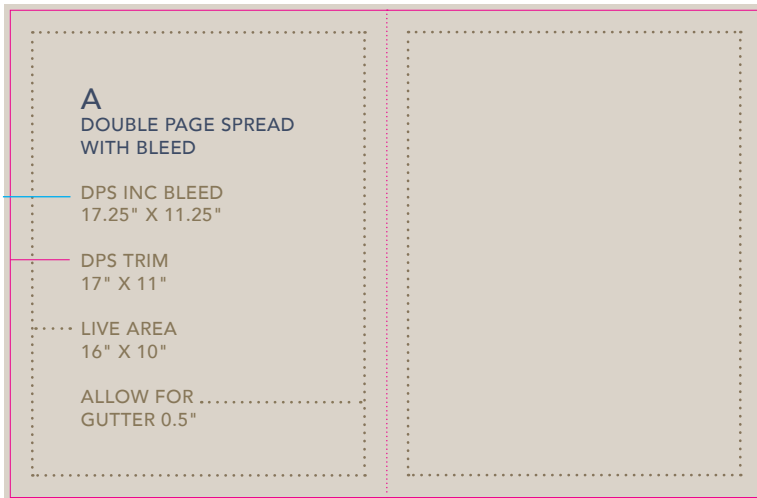 A
DOUBLE PAGE SPREAD
WITH BLEED
DPS INC BLEED
17.25" X 11.25"
DPS TRIM
17" X 11"
LIVE AREA
16" X 10"
ALLOW FOR
GUTTER 0.5"